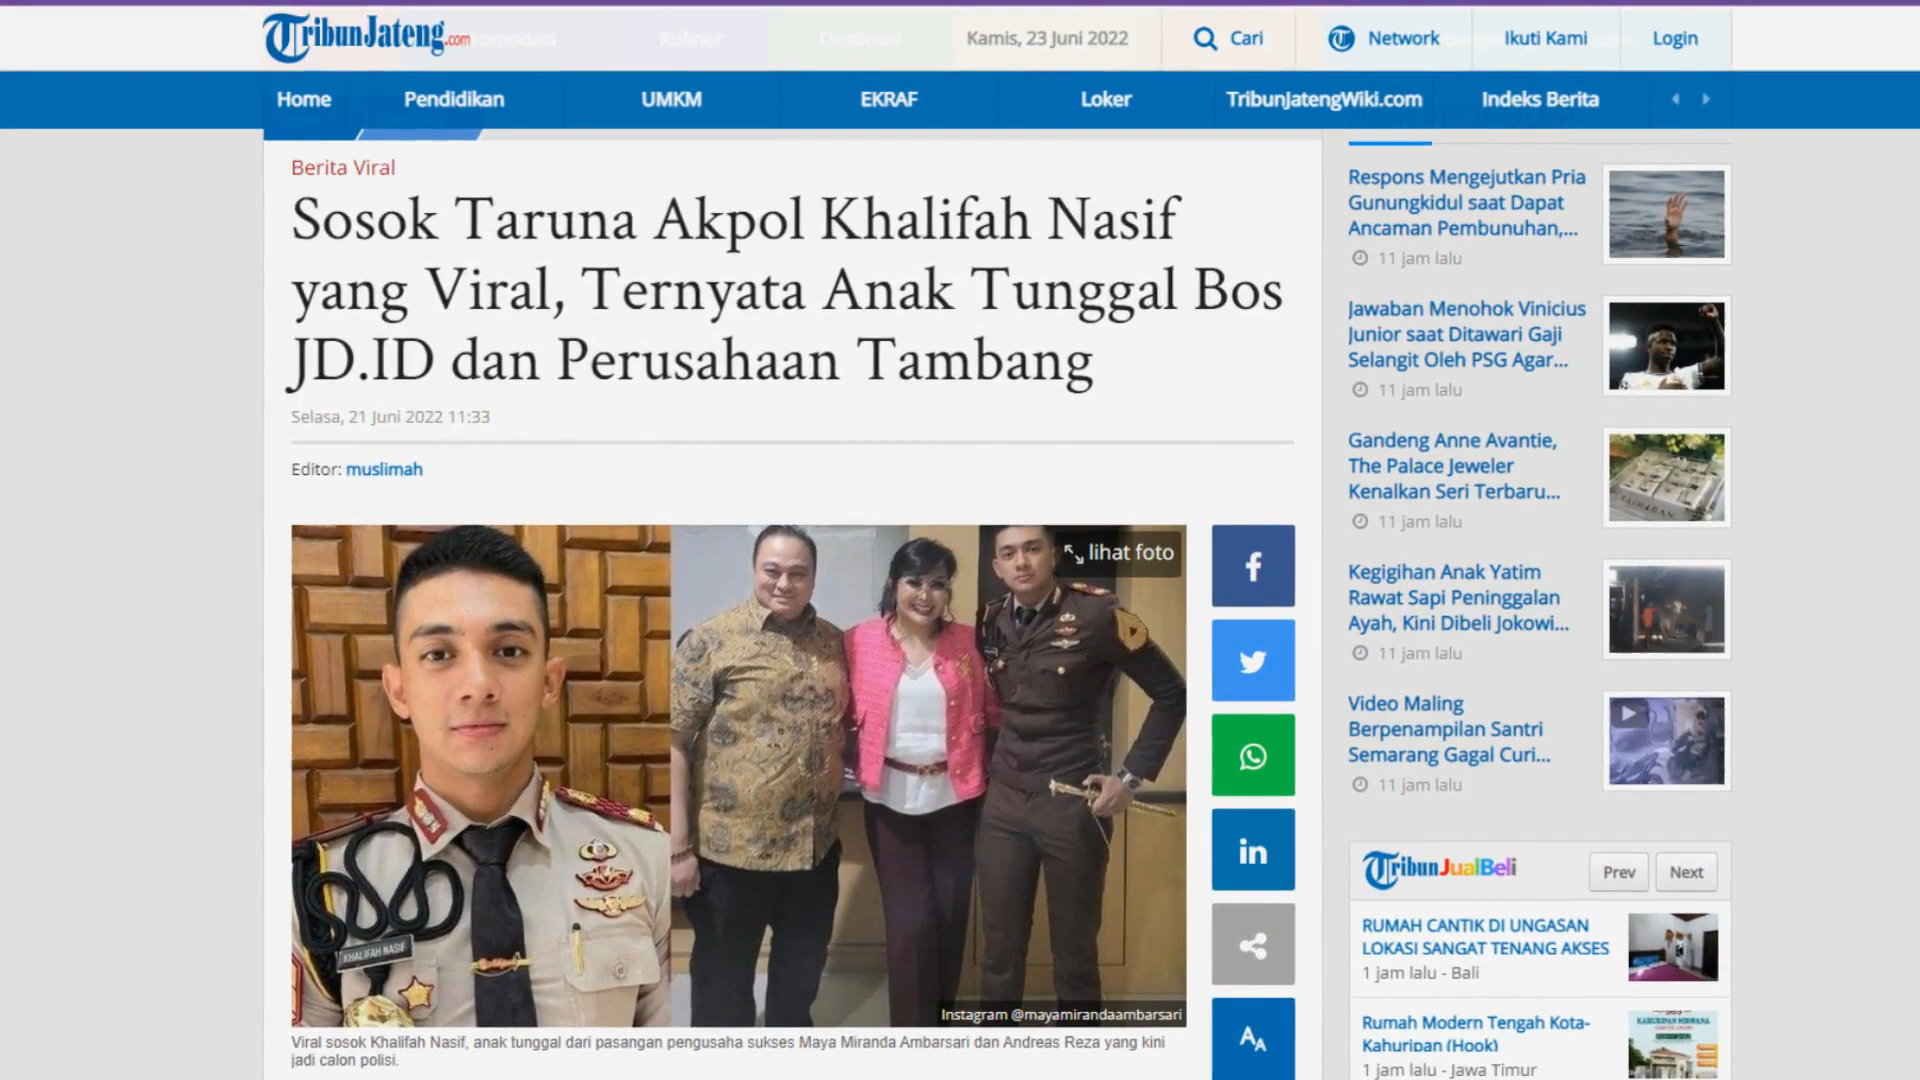 TribunJateng.com
Kuliner
Kamis, 23 Juni 2022
Cari
Network
Ikuti Kami
Login
Home
Pendidikan
UMKM
EKRAF
Loker
TribunJatengWiki.com
Indeks Berita
Berita Viral
Sosok Taruna Akpol Khalifah Nasif
yang Viral, Ternyata Anak Tunggal Bos
JD.ID dan Perusahaan Tambang
Selasa, 21 Juni 2022 11:33
Editor: muslimah
lihat foto
KHALIFAH NASIF
Instagram @mayamirandaambarsari
Viral sosok Khalifah Nasif, anak tunggal dari pasangan pengusaha sukses Maya Miranda Ambarsari dan Andreas Reza yang kini
jadi calon polisi.
Respons Mengejutkan Pria
Gunungkidul saat Dapat
Ancaman Pembunuhan,...
11 jam lalu
Jawaban Menohok Vinicius
Junior saat Ditawari Gaji
Selangit Oleh PSG Agar...
11 jam lalu
Gandeng Anne Avantie,
The Palace Jeweler
Kenalkan Seri Terbaru...
11 jam lalu
Kegigihan Anak Yatim
Rawat Sapi Peninggalan
Ayah, Kini Dibeli Jokowi...
11 jam lalu
Video Maling
Berpenampilan Santri
Semarang Gagal Curi...
11 jam lalu
TribunJualBeli
Prev
Next
RUMAH CANTIK DI UNGASAN
LOKASI SANGAT TENANG AKSES
1 jam lalu - Bali
Rumah Modern Tengah Kota-
Kahuripan (Hook)
1 jam lalu - Jawa Timur